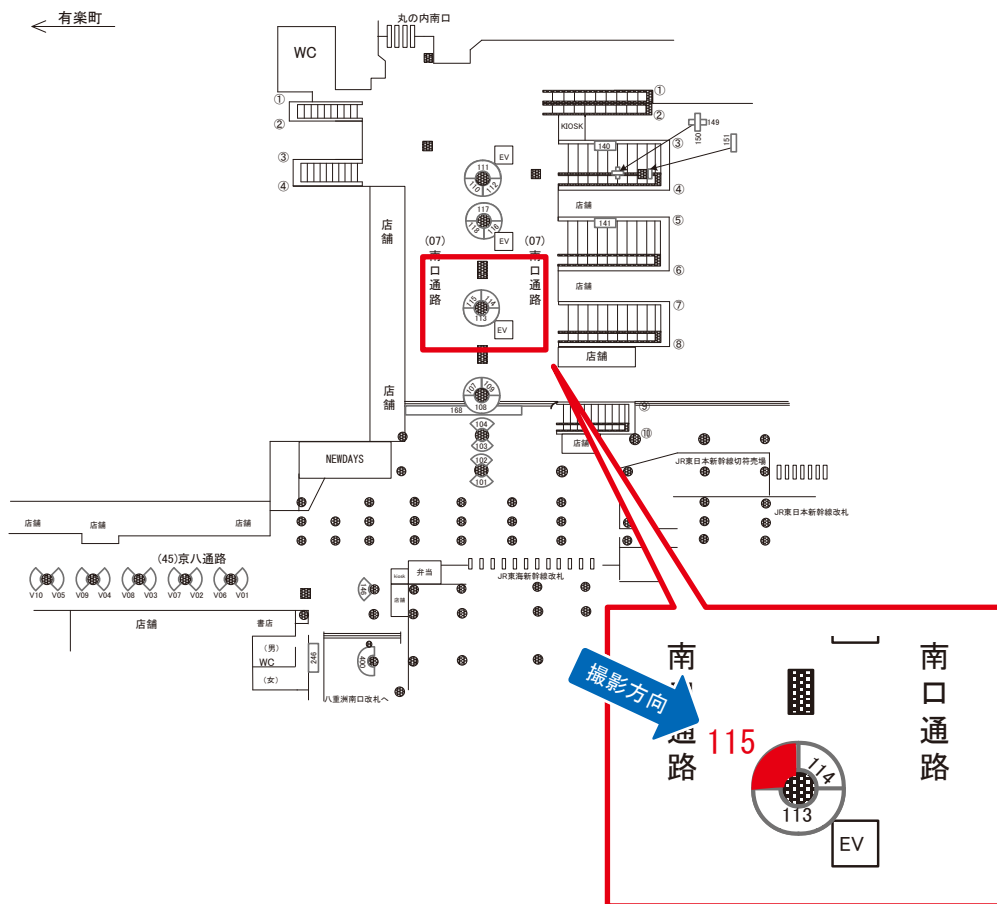 有楽町
丸の内南口
WC
①
②
③
④
①
②
KIOSK
③
④
140
149
150
151
店舗
⑤
141
⑥
店舗
⑦
⑧
店舗
EV
111
110
112
117
118
116
EV
(07)南口通路
(07)南口通路
115
114
113
EV
店舗
店舗
107
109
108
168
104
103
102
101
⑨
⑩
店舗
NEWDAYS
JR東日本新幹線切符売場
JR東日本新幹線改札
店舗
店舗
店舗
(45)京八通路
V10
V05
V09
V04
V08
V03
V07
V02
V06
V01
kiosk
弁当
店舗
JR東海新幹線改札
146
店舗
書店
(男)
WC
(女)
246
400
八重洲南口改札へ
撮影方向
南口通路
南口通路
115
114
113
EV